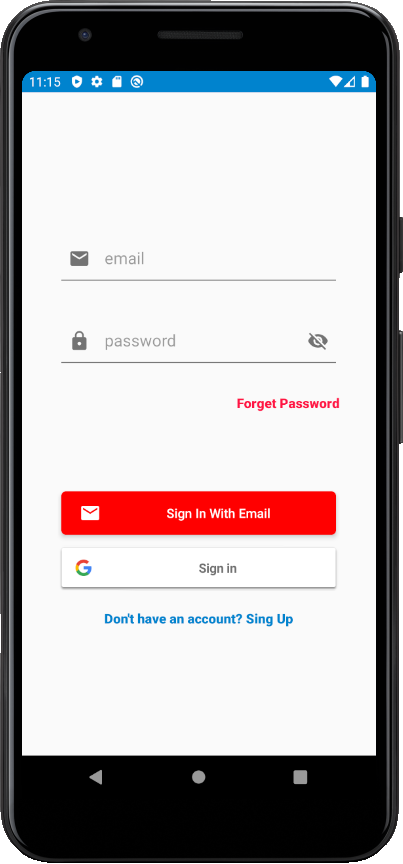 11:15
email
password
Forget Password
Sign In With Email
Sign in
Don't have an account? Sing Up